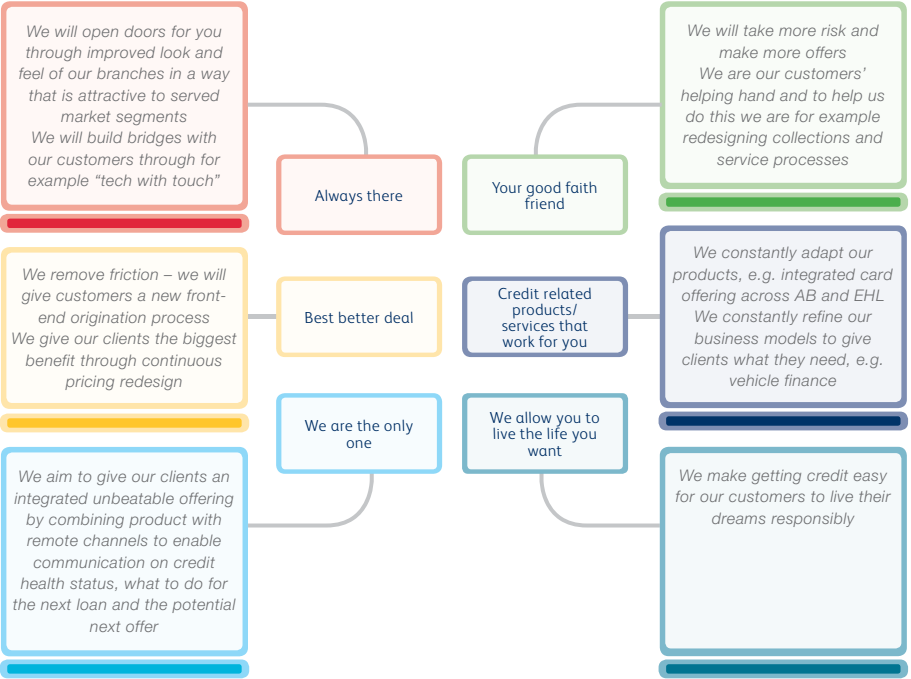 We will open doors for you
through improved look and
feel of our branches in a way
that is attractive to served
market segments
We will build bridges with
our customers through for
example “tech with touch”
Always there
Your good faith
friend
We will take more risk and
make more offers
We are our customers’
helping hand and to help us
do this we are for example
redesigning collections and
service processes
We remove friction – we will
give customers a new front-
end origination process
We give our clients the biggest
benefit through continuous
pricing redesign
Best better deal
Credit related
products/
services that
work for you
We constantly adapt our
products, e.g. integrated card
offering across AB and EHL
We constantly refine our
business models to give
clients what they need, e.g.
vehicle finance
We aim to give our clients an
integrated unbeatable offering
by combining product with
remote channels to enable
communication on credit
health status, what to do for
the next loan and the potential
next offer
We are the only
one
We allow you to
live the life you
want
We make getting credit easy
for our customers to live their
dreams responsibly